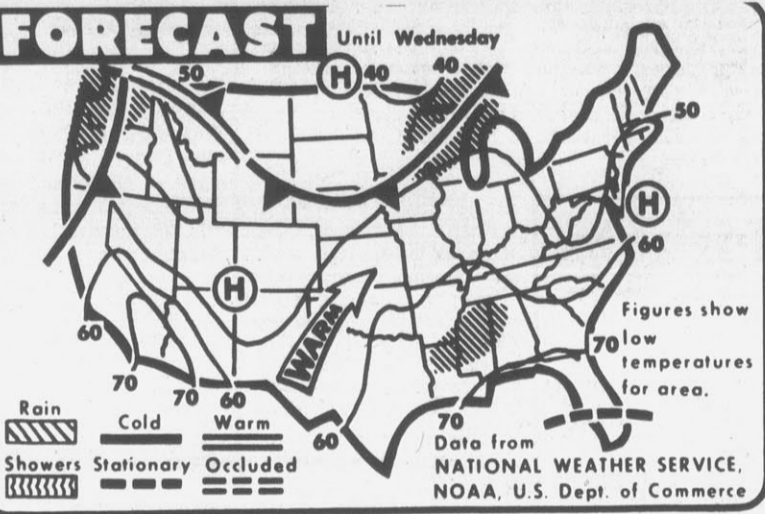 FORECAST Until Wednesday
50 H 40 40
50
H
60
H
WARM
Figures show
70 low
temperatures
for area.
60
70 70 60
60
70
Rain Cold Warm
Showers Stationary Occluded
Data from
NATIONAL WEATHER SERVICE,
NOAA, U.S. Dept. of Commerce